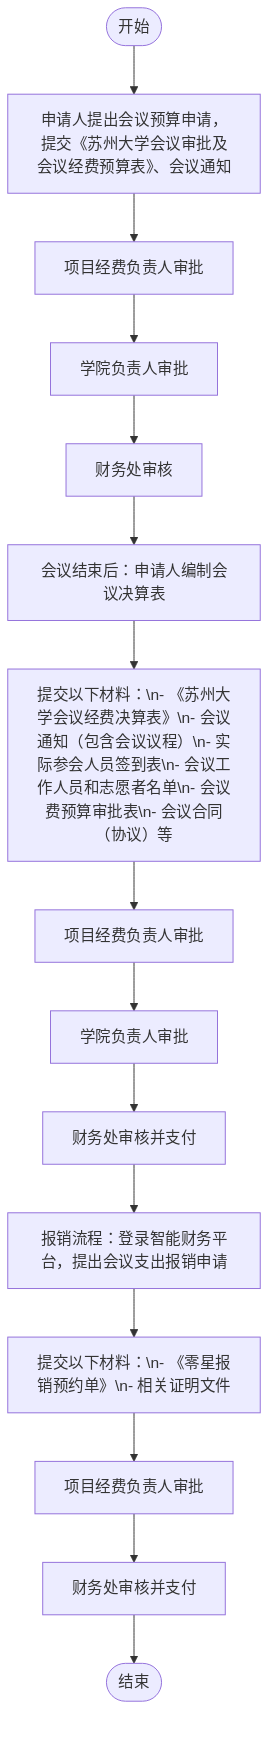 开始
申请人提出会议预算申请，
提交《苏州大学会议审批及
会议经费预算表》、会议通知
项目经费负责人审批
学院负责人审批
财务处审核
会议结束后：申请人编制会
议决算表
提交以下材料：\n- 《苏州大
学会议经费决算表》\n- 会议
通知（包含会议议程）\n- 实
际参会人员签到表\n- 会议工
作人员和志愿者名单\n- 会议
费预算审批表\n- 会议合同
（协议）等
项目经费负责人审批
学院负责人审批
财务处审核并支付
报销流程：登录智能财务平
台，提出会议支出报销申请
提交以下材料：\n- 《零星报
销预约单》\n- 相关证明文件
项目经费负责人审批
财务处审核并支付
结束